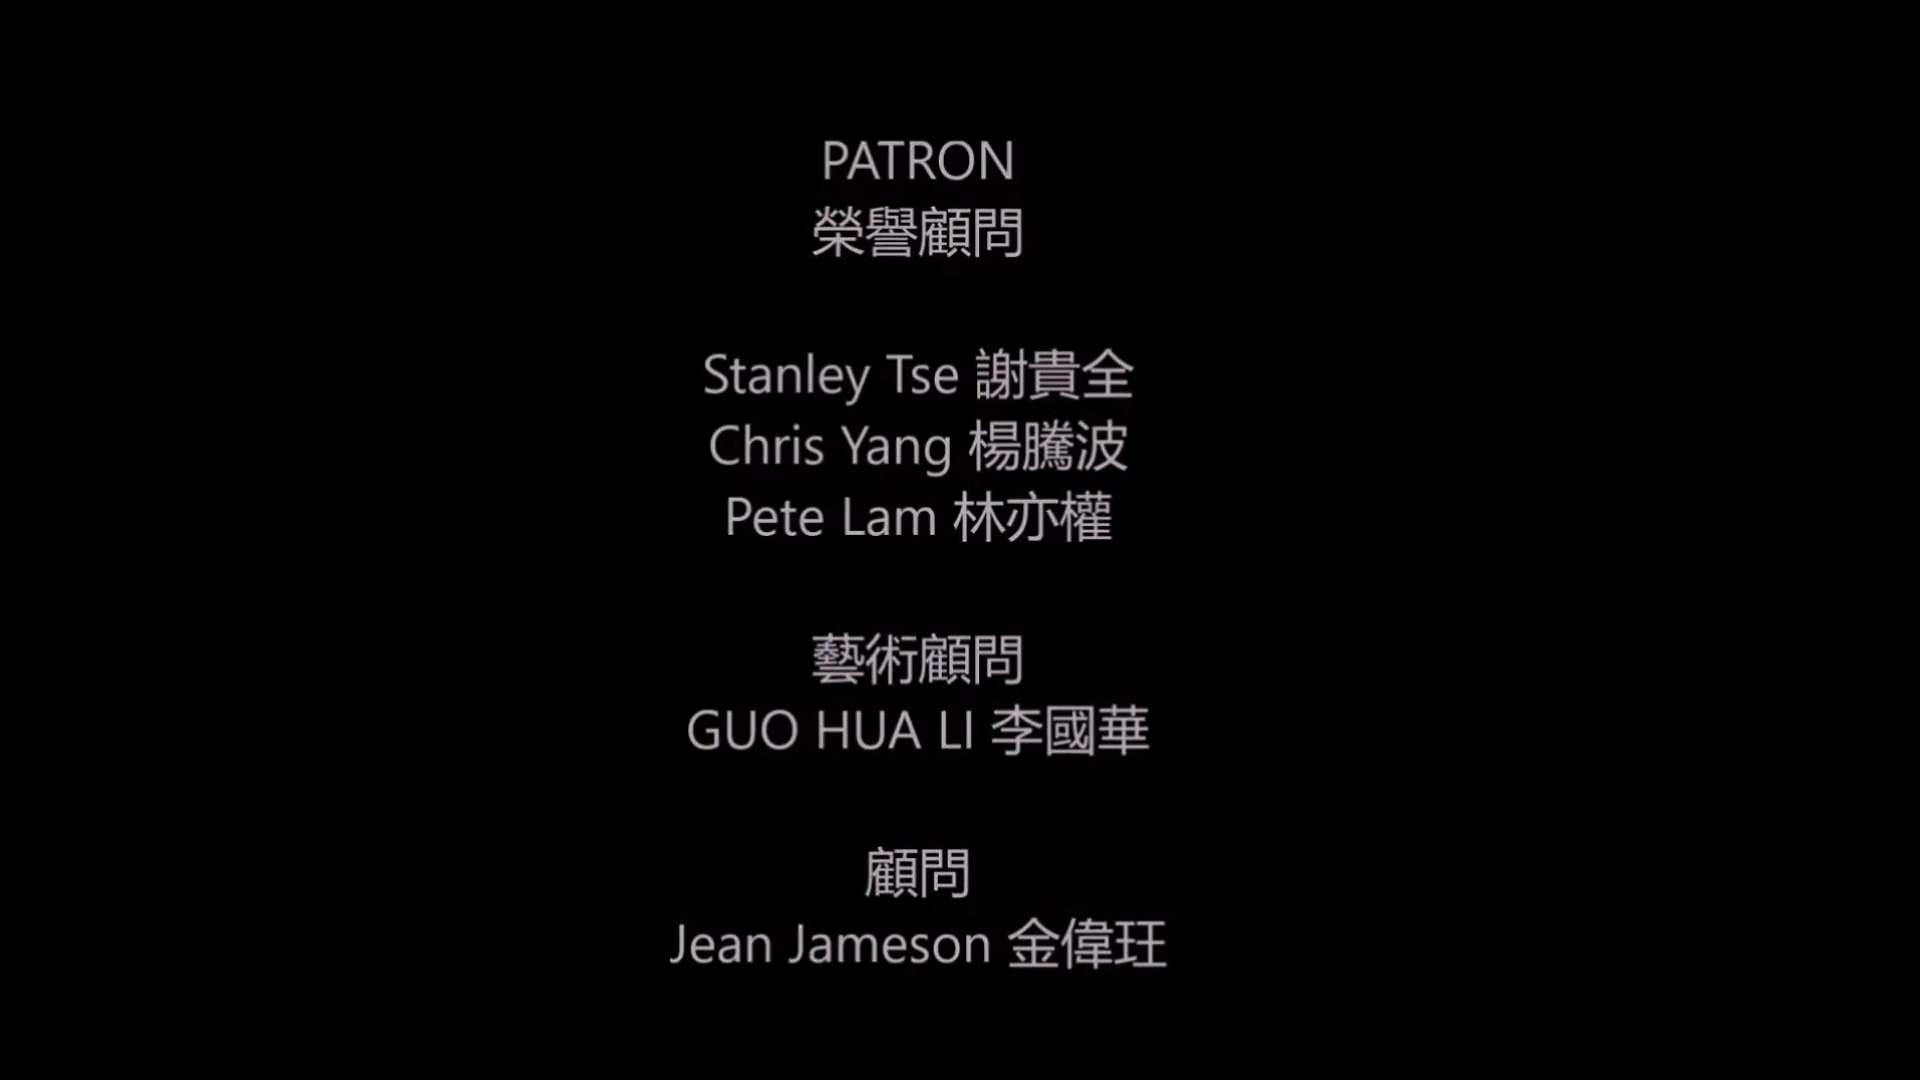 PATRON
榮譽顧問
Stanley Tse 謝貴全
Chris Yang 楊騰波
Pete Lam 林亦權
藝術顧問
GUO HUA LI 李國華
顧問
Jean Jameson 金偉玨